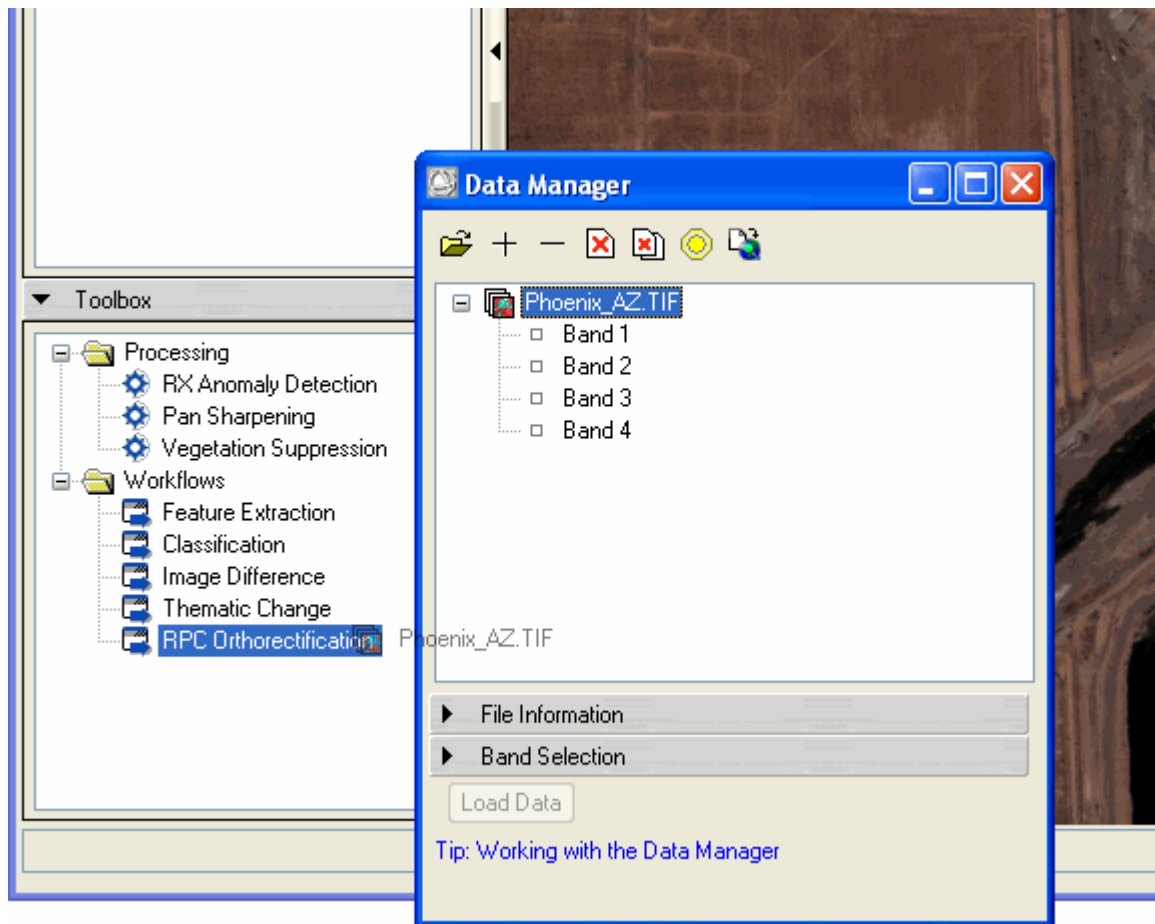 Data Manager
Phoenix_AZ.TIF
Band 1
Band 2
Band 3
Band 4
File Information
Band Selection
Load Data
Tip: Working with the Data Manager
Toolbox
Processing
RX Anomaly Detection
Pan Sharpening
Vegetation Suppression
Workflows
Feature Extraction
Classification
Image Difference
Thematic Change
RPC Orthorectification
Phoenix_AZ.TIF